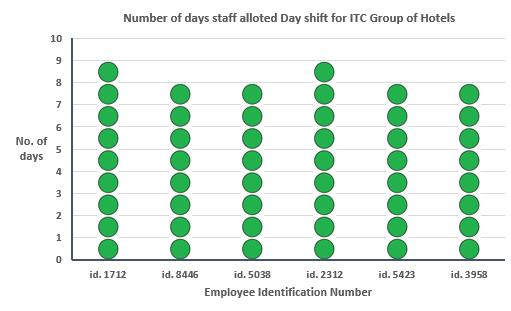 Number of days staff alloted Day shift for ITC Group of Hotels
10
9
8
7
6
5
4
3
2
1
0
No. of
days
id. 1712 id. 8446 id. 5038 id. 2312 id. 5423 id. 3958
Employee Identification Number